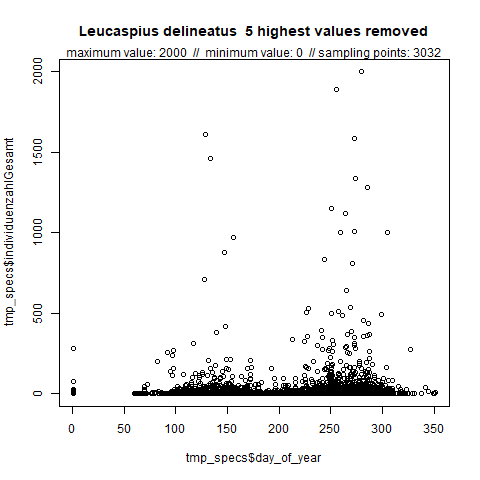 Leucaspius delineatus  5 highest values removed
maximum value: 2000  //  minimum value: 0  // sampling points: 3032
tmp_specs$individuenzahlGesamt
2000
1500
1000
500
0
0 50 100 150 200 250 300 350
tmp_specs$day_of_year